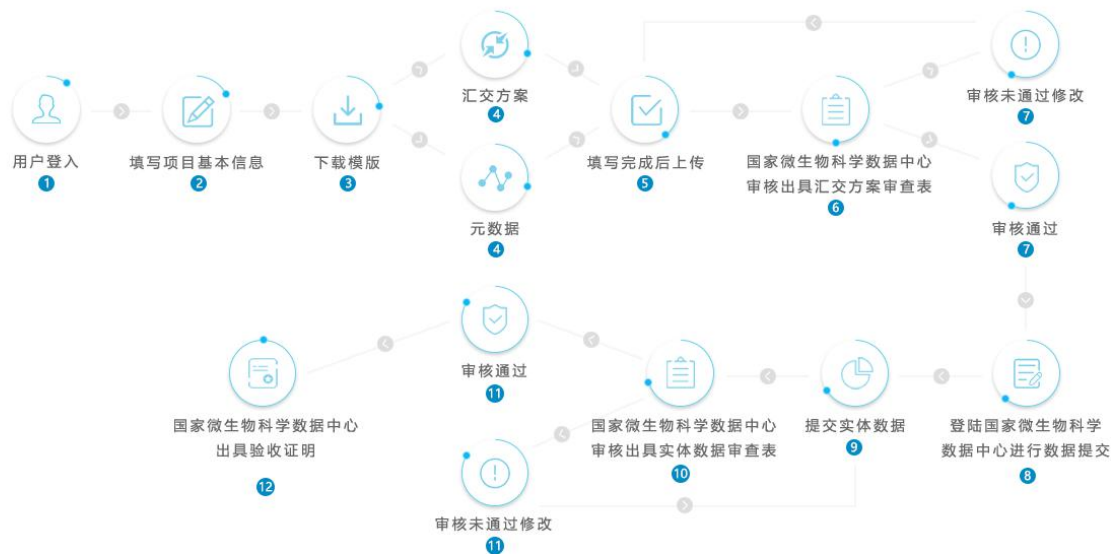 用户登入
1
填写项目基本信息
2
下载模版
3
汇交方案
4
元数据
4
填写完成后上传
5
国家微生物科学数据中心
审核出具汇交方案审查表
6
审核未通过修改
7
审核通过
7
登陆国家微生物科学
数据中心进行数据提交
8
提交实体数据
9
国家微生物科学数据中心
审核出具实体数据审查表
10
审核通过
11
审核未通过修改
11
国家微生物科学数据中心
出具验收证明
12